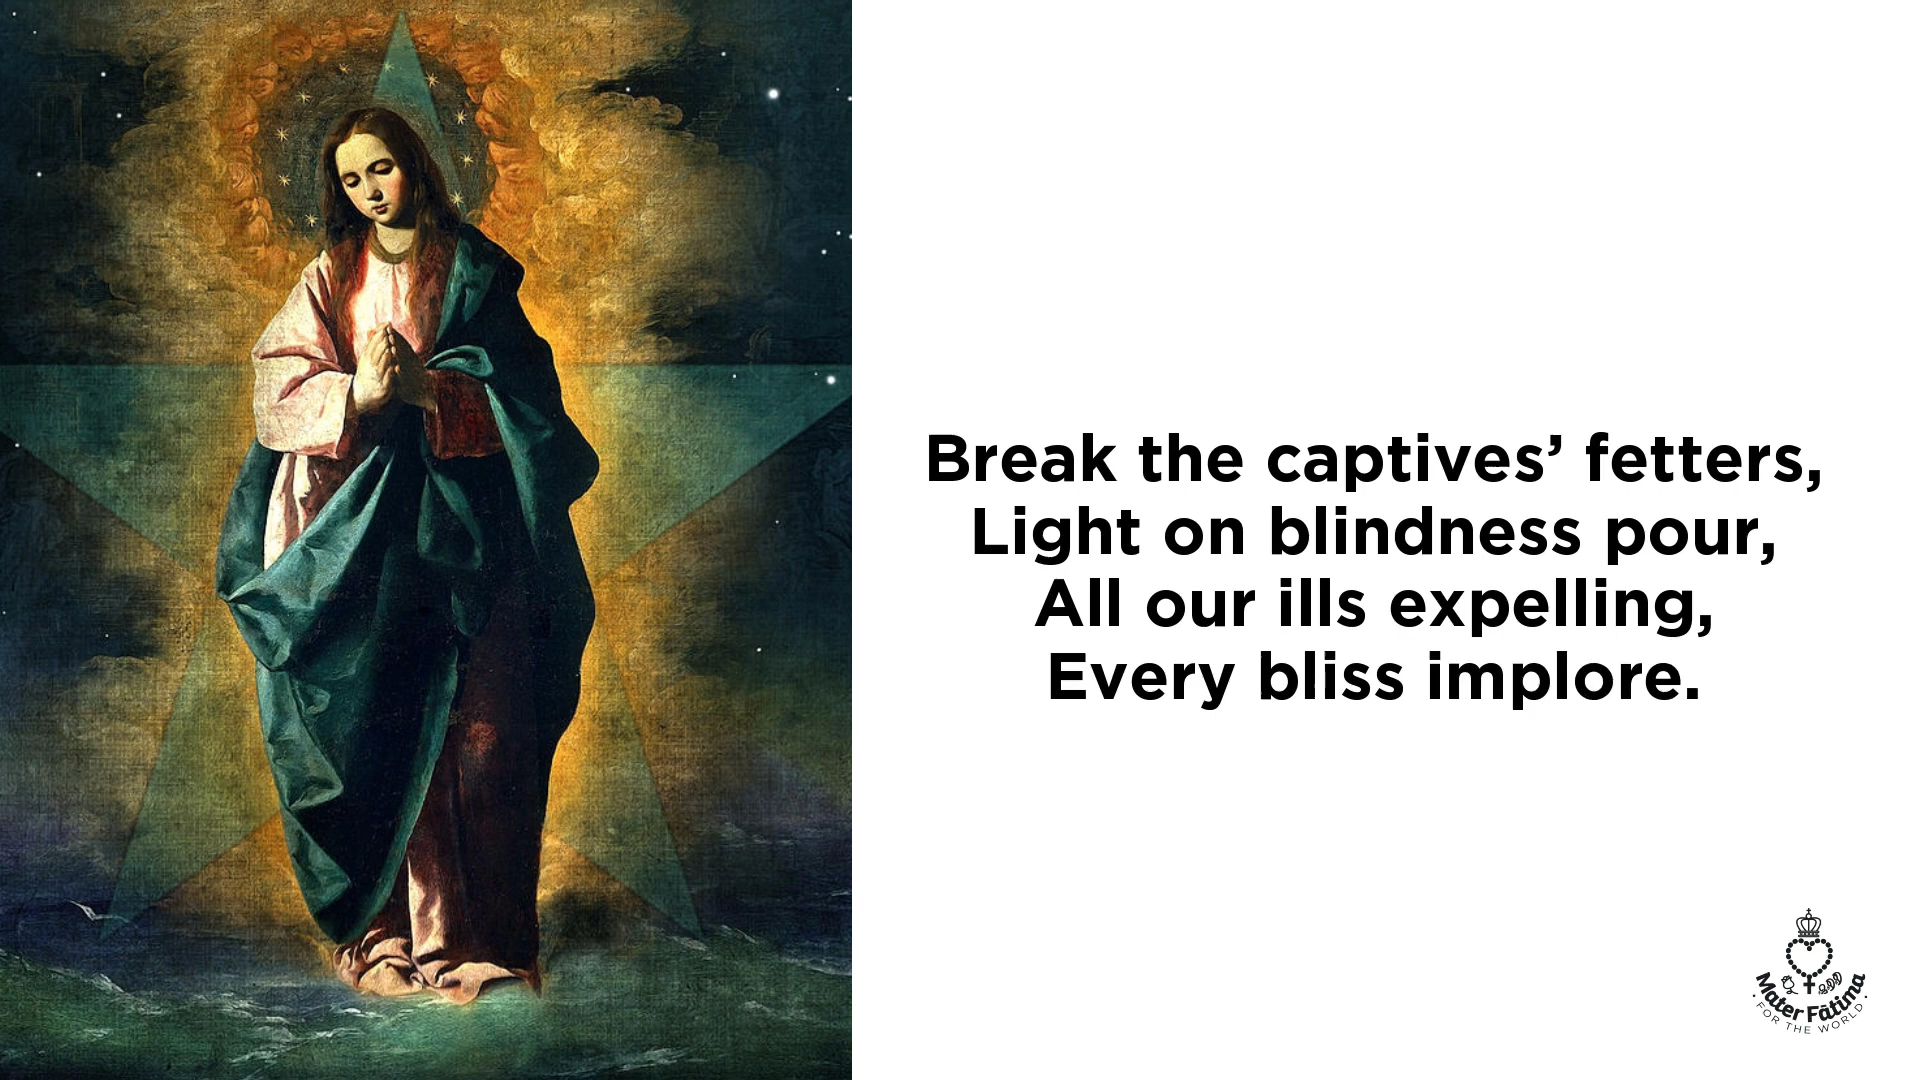 Break the captives’ fetters,
Light on blindness pour,
All our ills expelling,
Every bliss implore.
Mater Fātima
• FOR THE WORLD •